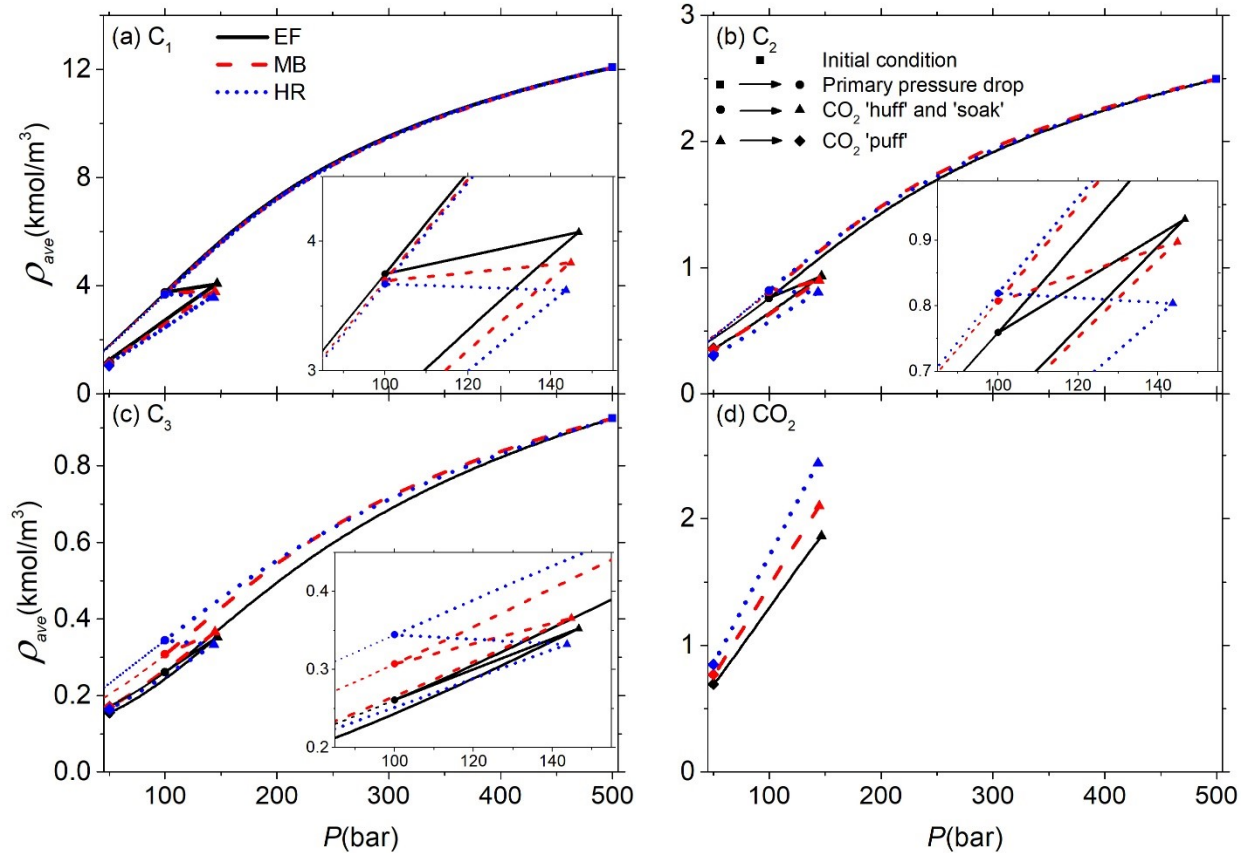 (a) C₁
EF
MB
HR
12
8
4
0
ρave(kmol/m³)
4
3
100
120
140
(b) C₂
Initial condition
Primary pressure drop
CO₂ 'huff' and 'soak'
CO₂ 'puff'
3
2
1
0
0.9
0.8
0.7
100
120
140
(c) C₃
0.8
0.6
0.4
0.2
0.0
ρave(kmol/m³)
0.4
0.3
0.2
100
120
140
100
200
300
400
500
P(bar)
(d) CO₂
2
1
0
100
200
300
400
500
P(bar)